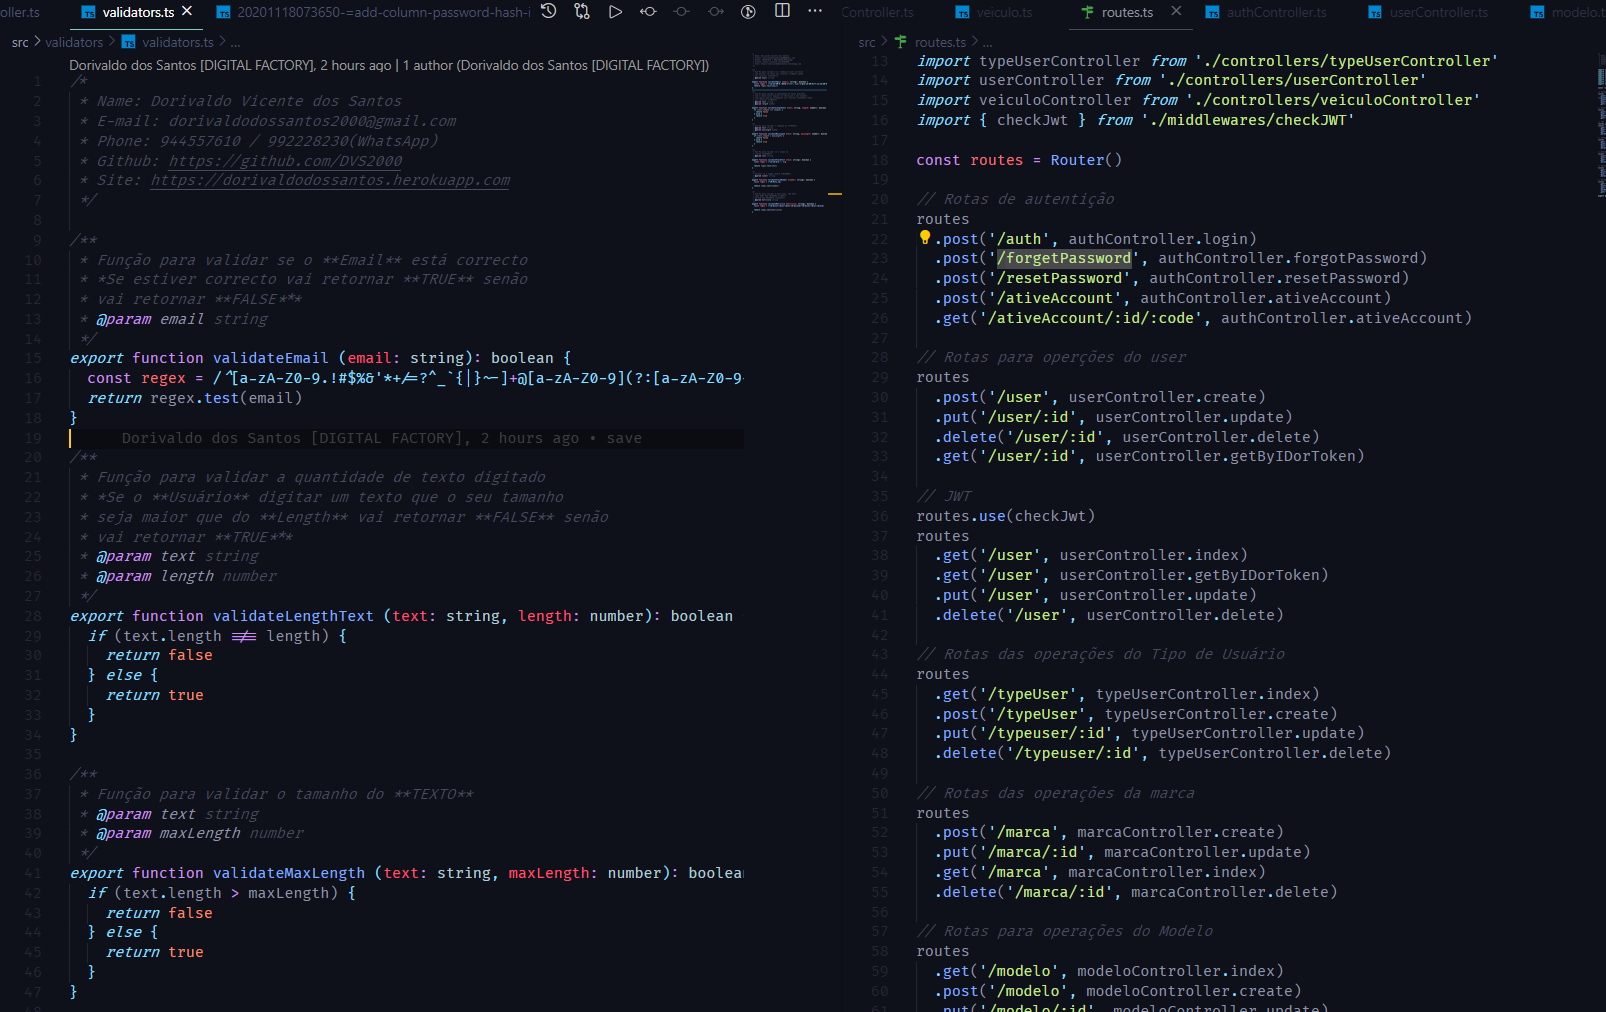 oller.ts
validators.ts
20201118073650-=add-column-password-hash-i
src > validators > validators.ts > ...
Dorivaldo dos Santos [DIGITAL FACTORY], 2 hours ago | 1 author (Dorivaldo dos Santos [DIGITAL FACTORY])
1 /*
2 * Name: Dorivaldo Vicente dos Santos
3 * E-mail: dorivaldodossantos2000@gmail.com
4 * Phone: 944557610 / 992228230(WhatsApp)
5 * Github: https://github.com/DVS2000
6 * Site: https://dorivaldodossantos.herokuapp.com
7 */
8
9 /**
10 * Função para validar se o **Email** está correcto
11 * *Se estiver correcto vai retornar **TRUE** senão
12 * vai retornar **FALSE***
13 * @param email string
14 */
15 export function validateEmail (email: string): boolean {
16 const regex = /^[a-zA-Z0-9.!#$%&'*+/=?^_`{|}~-]+@[a-zA-Z0-9](?:[a-zA-Z0-9
17 return regex.test(email)
18 }
19 Dorivaldo dos Santos [DIGITAL FACTORY], 2 hours ago • save
20 /**
21 * Função para validar a quantidade de texto digitado
22 * *Se o **Usuário** digitar um texto que o seu tamanho
23 * seja maior que do **Length** vai retornar **FALSE** senão
24 * vai retornar **TRUE***
25 * @param text string
26 * @param length number
27 */
28 export function validateLengthText (text: string, length: number): boolean
29 if (text.length !== length) {
30 return false
31 } else {
32 return true
33 }
34 }
35
36 /**
37 * Função para validar o tamanho do **TEXTO**
38 * @param text string
39 * @param maxLength number
40 */
41 export function validateMaxLength (text: string, maxLength: number): boolea
42 if (text.length > maxLength) {
43 return false
44 } else {
45 return true
46 }
47 }
Controller.ts
veiculo.ts
routes.ts
authController.ts
userController.ts
modelo.t
src > routes.ts > ...
13 import typeUserController from './controllers/typeUserController'
14 import userController from './controllers/userController'
15 import veiculoController from './controllers/veiculoController'
16 import { checkJwt } from './middlewares/checkJWT'
17
18 const routes = Router()
19
20 // Rotas de autentição
21 routes
22 .post('/auth', authController.login)
23 .post('/forgetPassword', authController.forgotPassword)
24 .post('/resetPassword', authController.resetPassword)
25 .post('/ativeAccount', authController.ativeAccount)
26 .get('/ativeAccount/:id/:code', authController.ativeAccount)
27
28 // Rotas para operções do user
29 routes
30 .post('/user', userController.create)
31 .put('/user/:id', userController.update)
32 .delete('/user/:id', userController.delete)
33 .get('/user/:id', userController.getByIDorToken)
34
35 // JWT
36 routes.use(checkJwt)
37 routes
38 .get('/user', userController.index)
39 .get('/user', userController.getByIDorToken)
40 .put('/user', userController.update)
41 .delete('/user', userController.delete)
42
43 // Rotas das operações do Tipo de Usuário
44 routes
45 .get('/typeUser', typeUserController.index)
46 .post('/typeUser', typeUserController.create)
47 .put('/typeuser/:id', typeUserController.update)
48 .delete('/typeuser/:id', typeUserController.delete)
49
50 // Rotas das operações da marca
51 routes
52 .post('/marca', marcaController.create)
53 .put('/marca/:id', marcaController.update)
54 .get('/marca', marcaController.index)
55 .delete('/marca/:id', marcaController.delete)
56
57 // Rotas para operações do Modelo
58 routes
59 .get('/modelo', modeloController.index)
60 .post('/modelo', modeloController.create)
61 .put('/modelo/:id', modeloController.update)